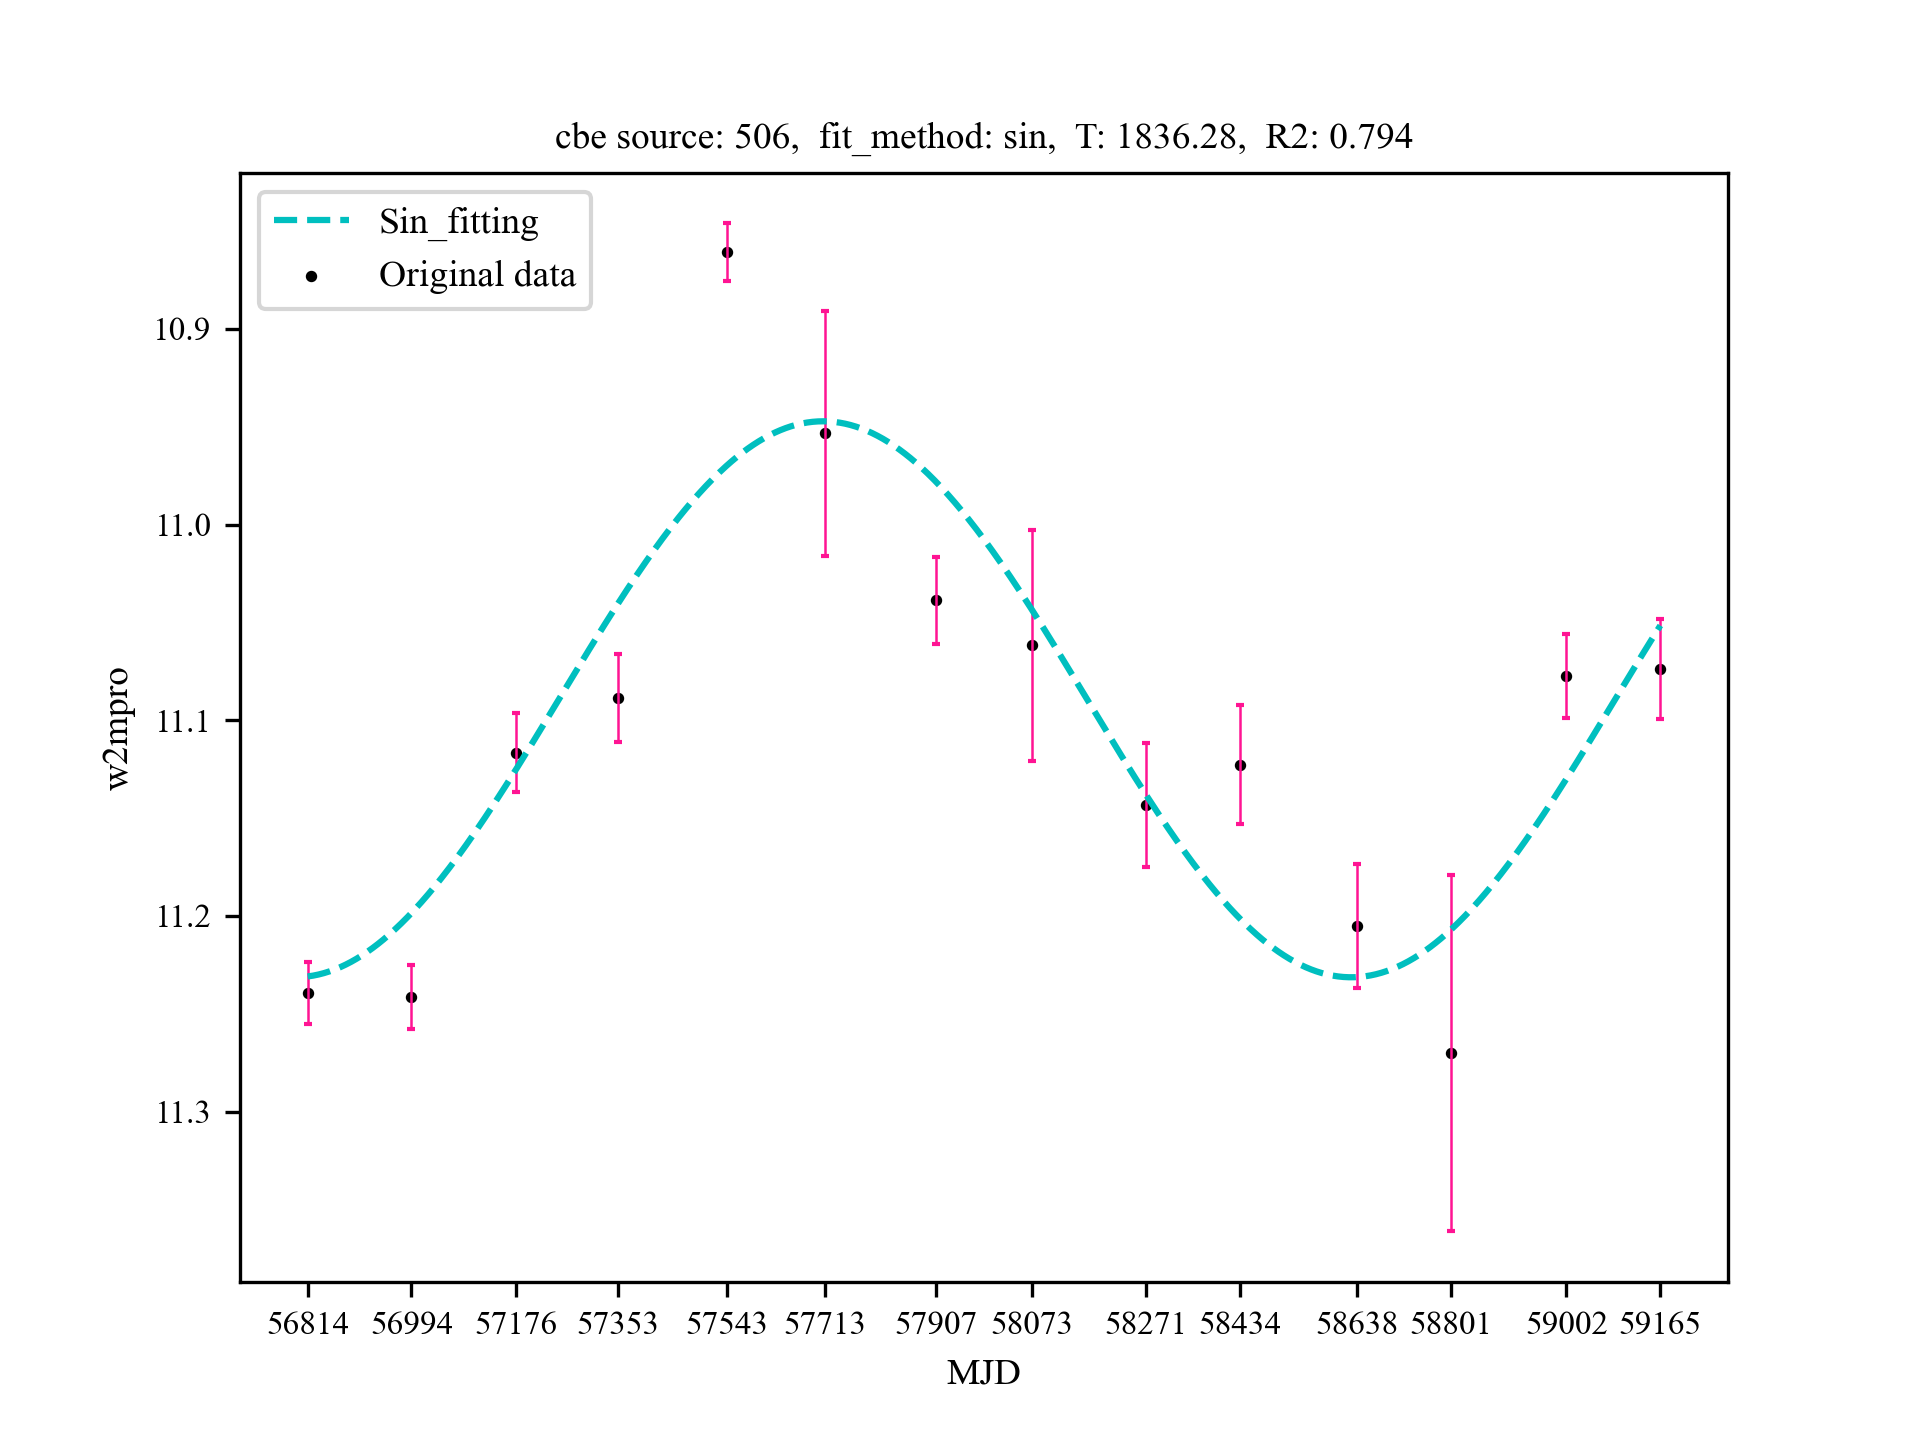 cbe source: 506,  fit_method: sin,  T: 1836.28,  R2: 0.794
Sin_fitting
Original data
10.9
11.0
11.1
11.2
11.3
w2mpro
56814 56994 57176 57353 57543 57713 57907 58073 58271 58434 58638 58801 59002 59165
MJD